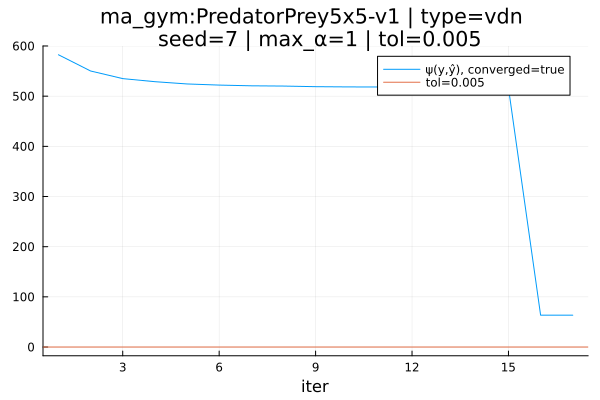 ma_gym:PredatorPrey5x5-v1 | type=vdn
seed=7 | max_α=1 | tol=0.005
600
500
400
300
200
100
0
ψ(y,ŷ), converged=true
tol=0.005
3
6
9
12
15
iter